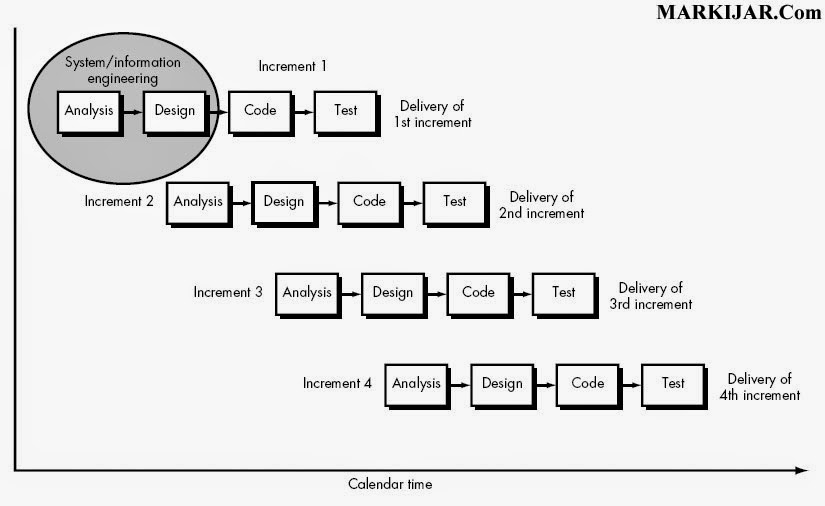 MARKIJAR.Com
System/information
engineering
Increment 1
Analysis
Design
Code
Test
Delivery of
1st increment
Increment 2
Analysis
Design
Code
Test
Delivery of
2nd increment
Increment 3
Analysis
Design
Code
Test
Delivery of
3rd increment
Increment 4
Analysis
Design
Code
Test
Delivery of
4th increment
Calendar time